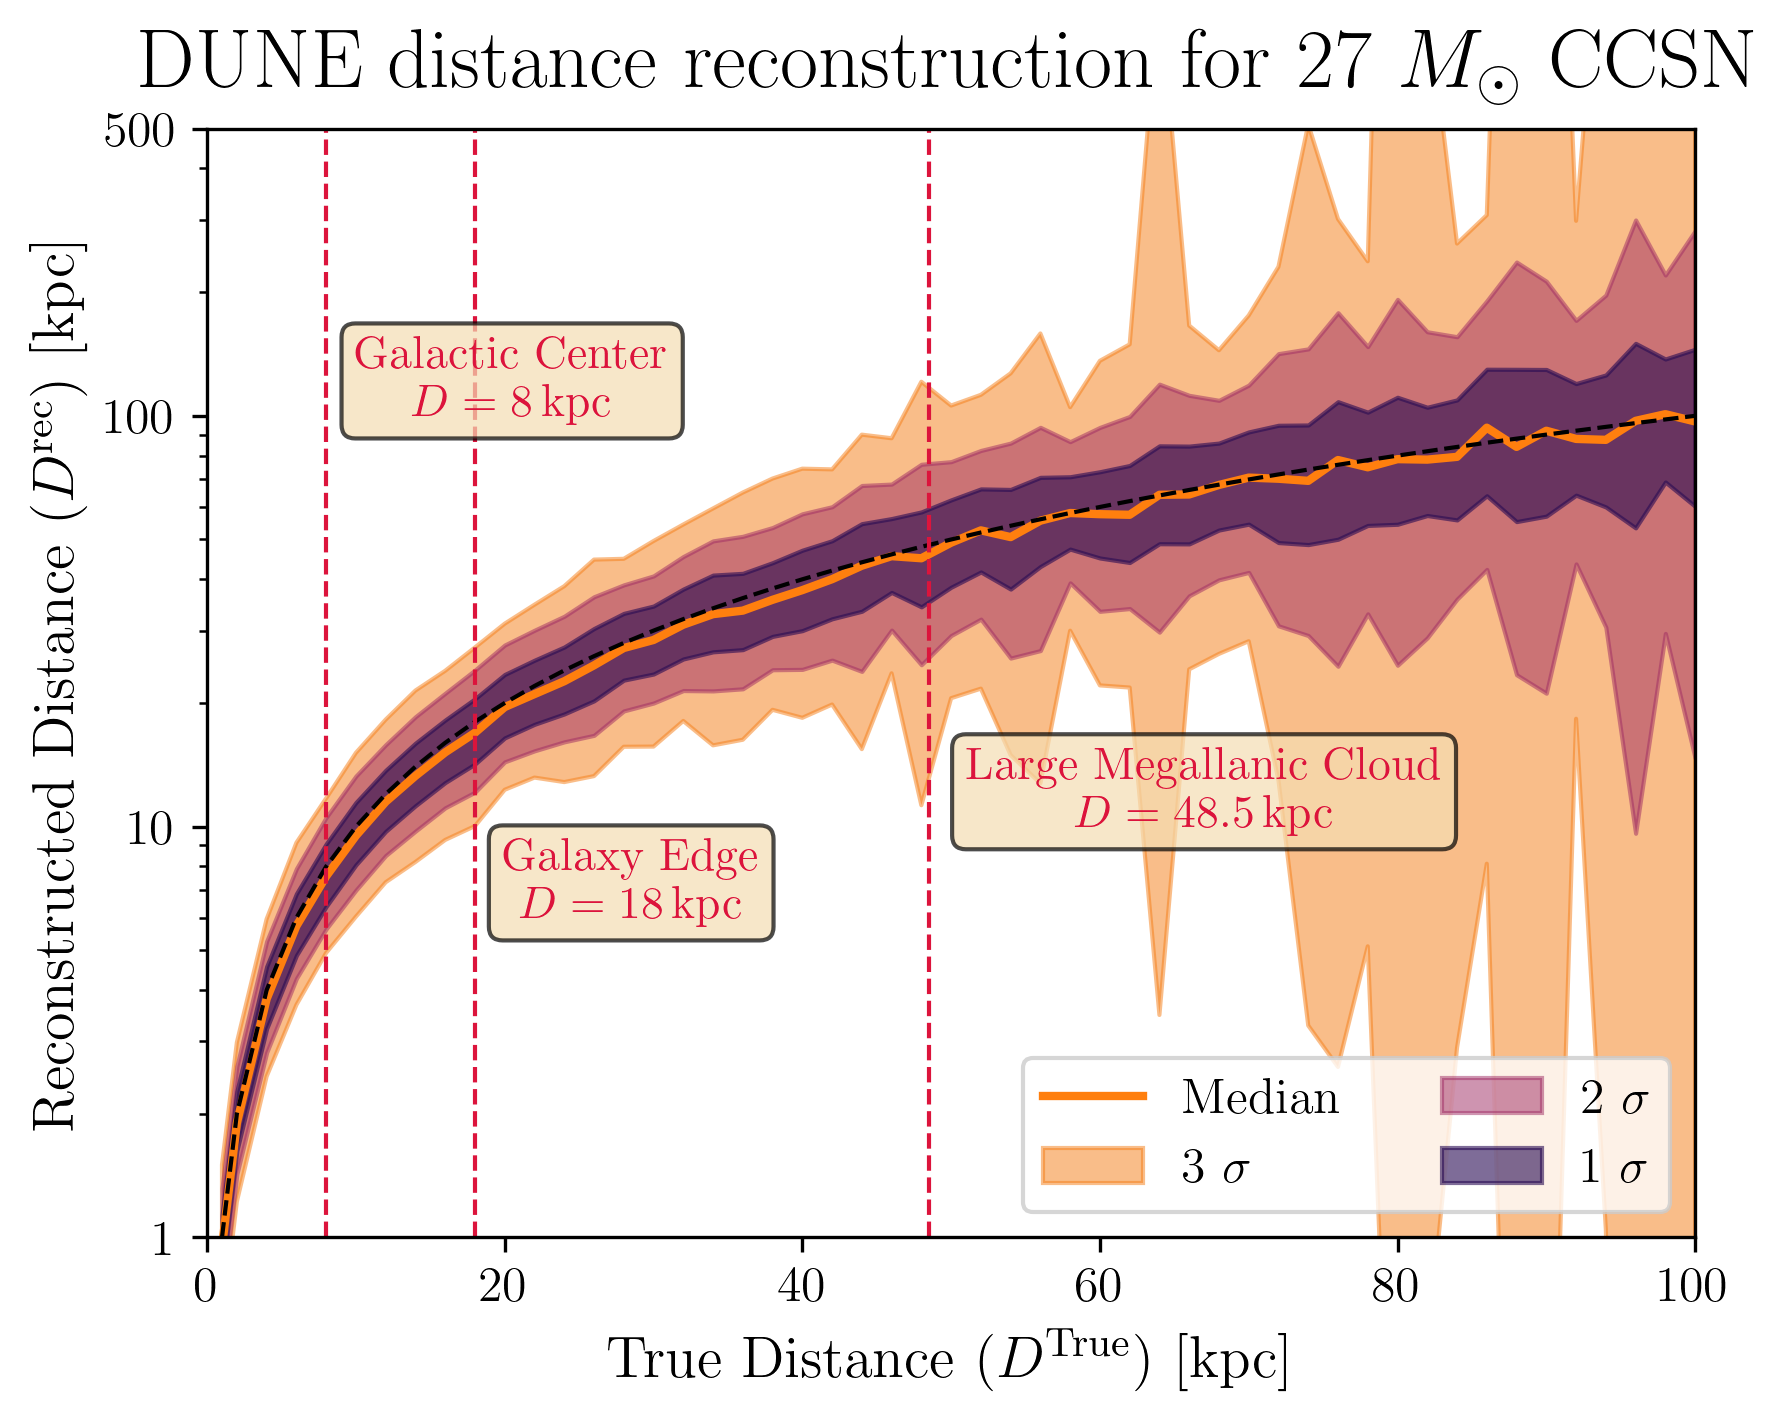 DUNE distance reconstruction for 27 M⊙ CCSN
Reconstructed Distance (D^rec) [kpc]
500
100
10
1
Galactic Center
D = 8 kpc
Large Megallanic Cloud
D = 48.5 kpc
Galaxy Edge
D = 18 kpc
Median
3 σ
2 σ
1 σ
0 20 40 60 80 100
True Distance (D^True) [kpc]